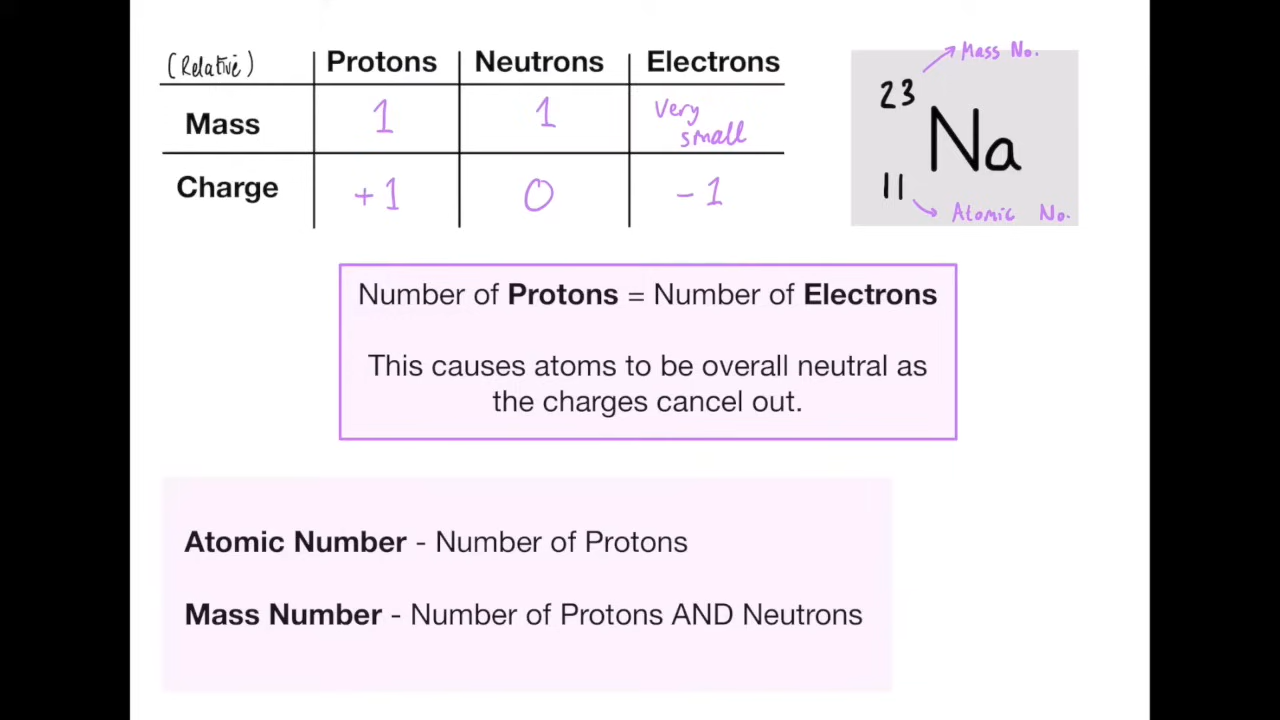 (Relative) Protons Neutrons Electrons
Mass 1 1 Very small
Charge +1 0 -1
Mass No.
23
Na
11
Atomic No.
Number of Protons = Number of Electrons
This causes atoms to be overall neutral as
the charges cancel out.
Atomic Number - Number of Protons
Mass Number - Number of Protons AND Neutrons